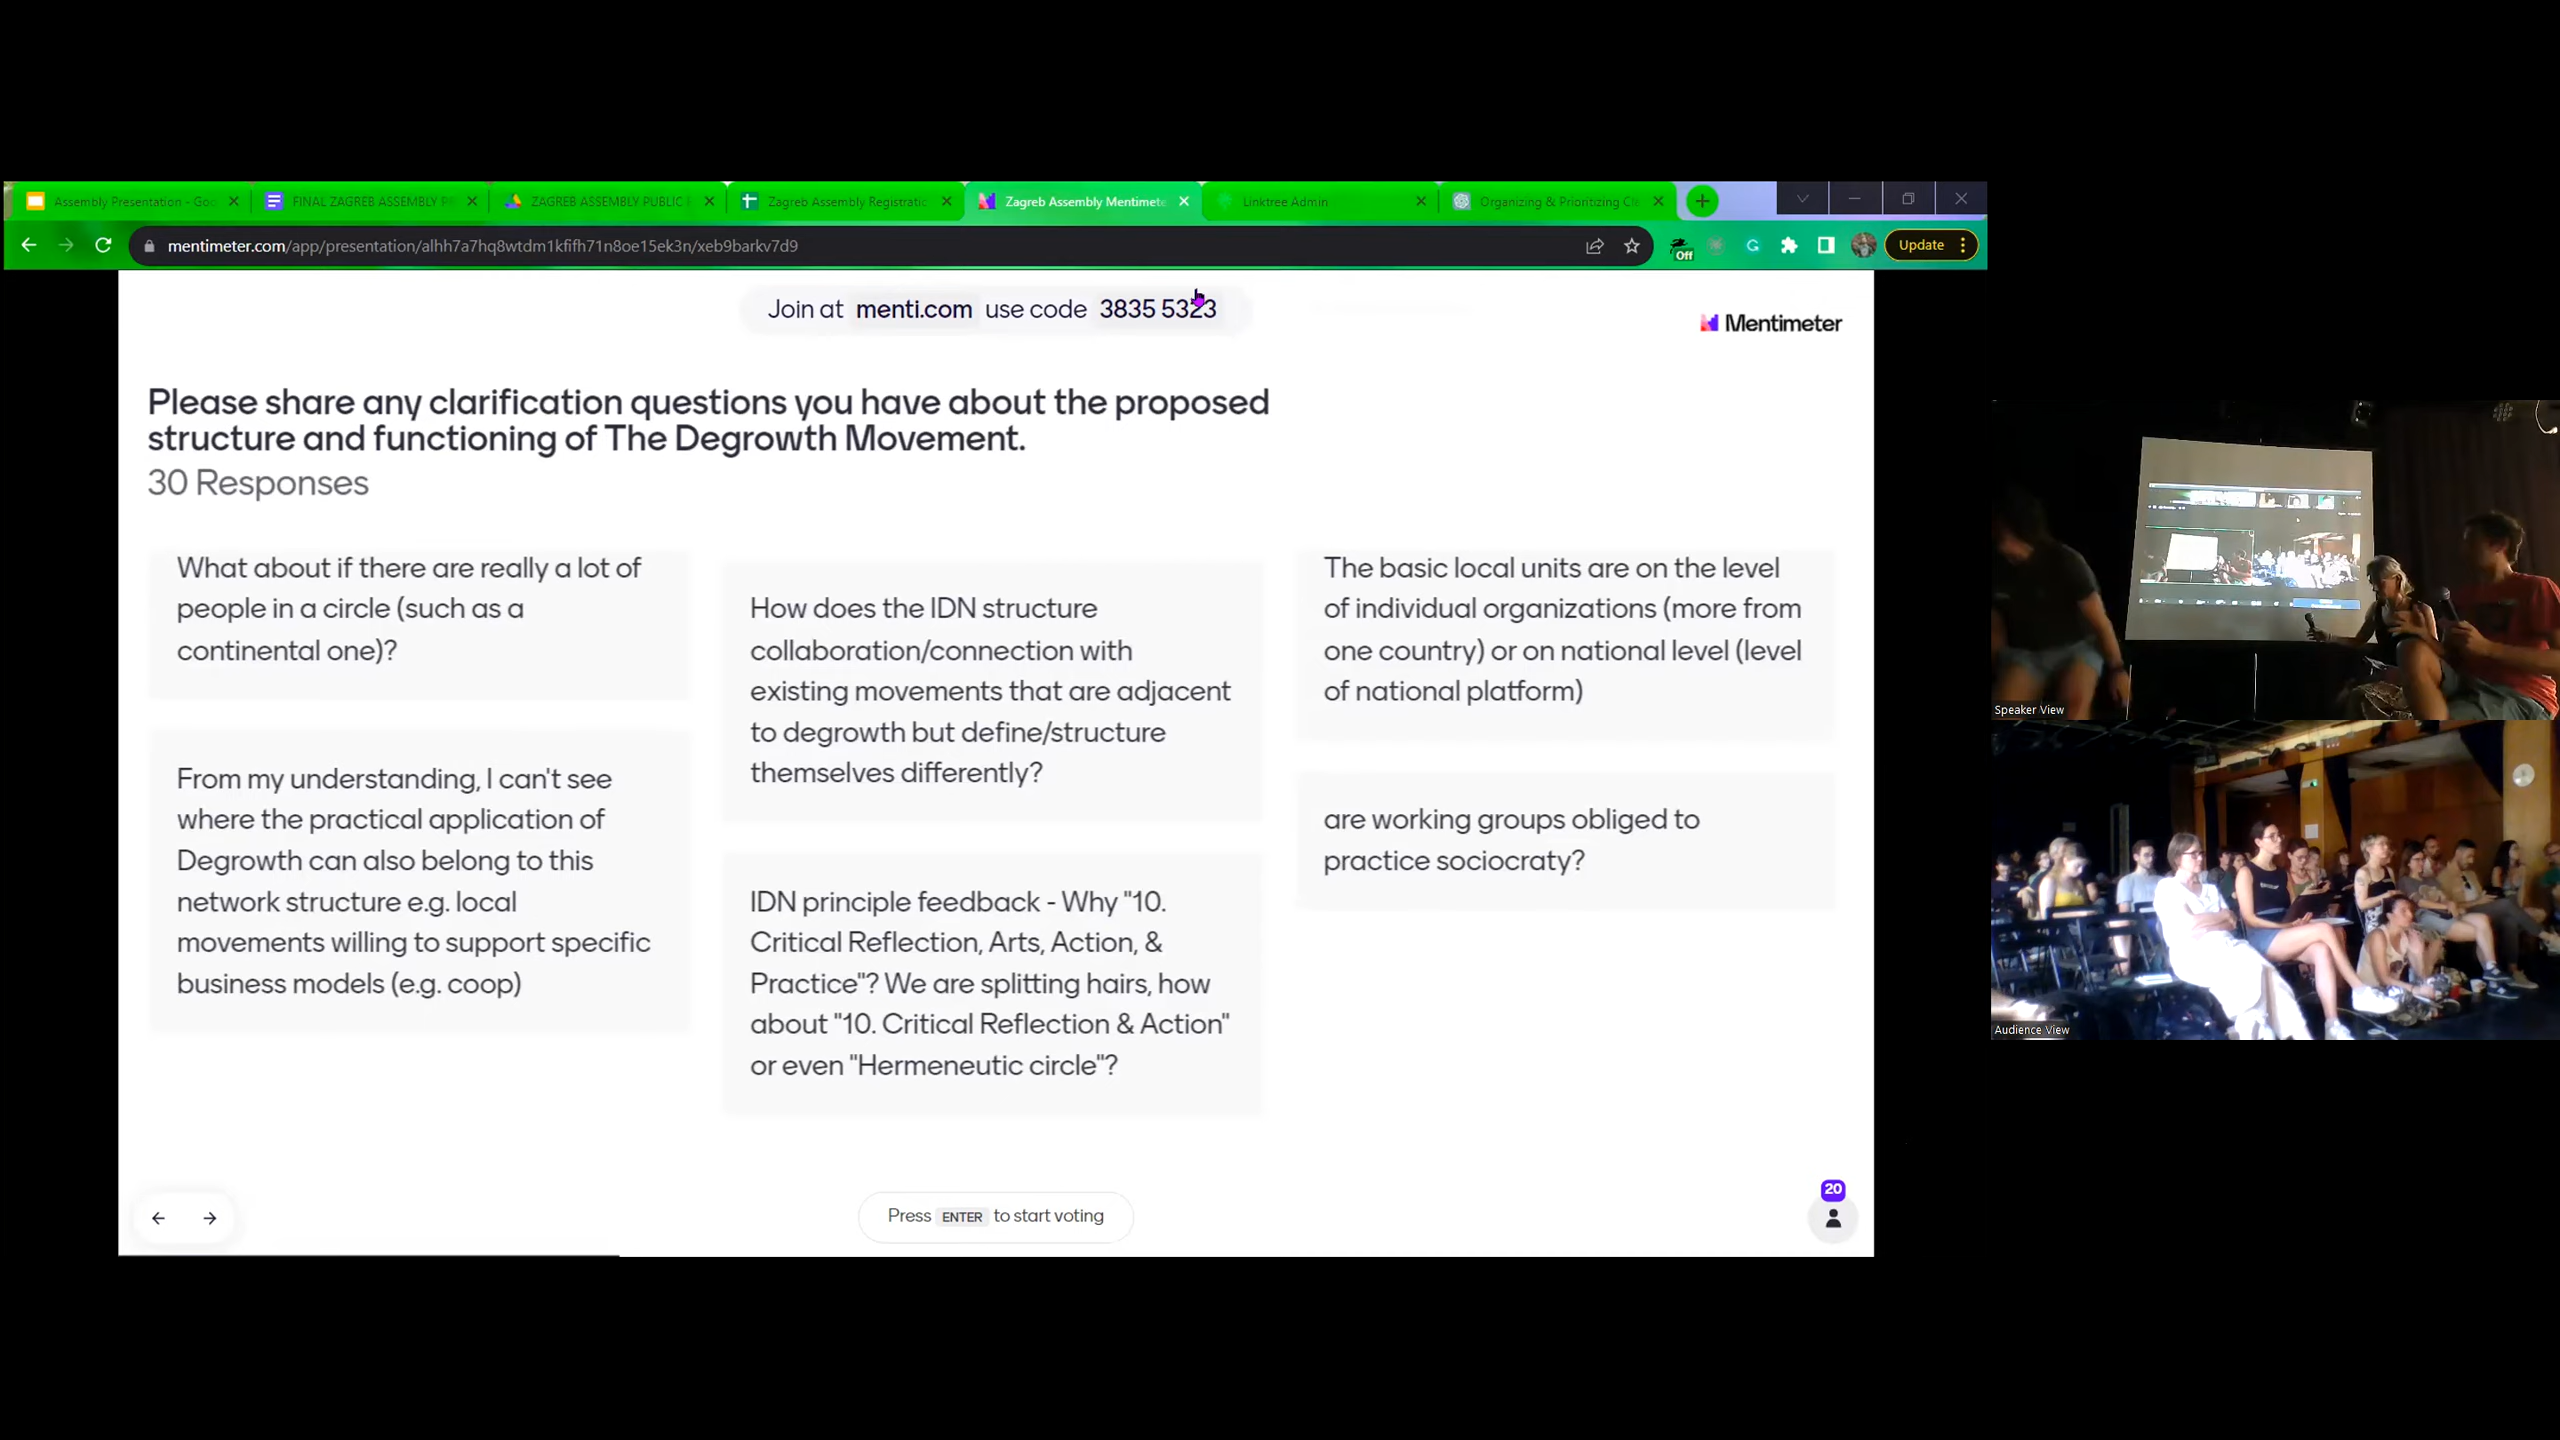 Assembly Presentation - Goo
FINAL ZAGREB ASSEMBLY P
ZAGREB ASSEMBLY PUBLIC
Zagreb Assembly Registratio
Zagreb Assembly Mentimete
Linktree Admin
Organizing & Prioritizing Cl
mentimeter.com/app/presentation/alhh7a7hq8wtdm1kfifh71n8oe15ek3n/xeb9barkv7d9
Off
Update
Join at menti.com use code 3835 5323
Mentimeter
Please share any clarification questions you have about the proposed
structure and functioning of The Degrowth Movement.
30 Responses
What about if there are really a lot of
people in a circle (such as a
continental one)?
From my understanding, I can't see
where the practical application of
Degrowth can also belong to this
network structure e.g. local
movements willing to support specific
business models (e.g. coop)
How does the IDN structure
collaboration/connection with
existing movements that are adjacent
to degrowth but define/structure
themselves differently?
IDN principle feedback - Why "10.
Critical Reflection, Arts, Action, &
Practice"? We are splitting hairs, how
about "10. Critical Reflection & Action"
or even "Hermeneutic circle"?
The basic local units are on the level
of individual organizations (more from
one country) or on national level (level
of national platform)
are working groups obliged to
practice sociocraty?
Press ENTER to start voting
20
Speaker View
Audience View